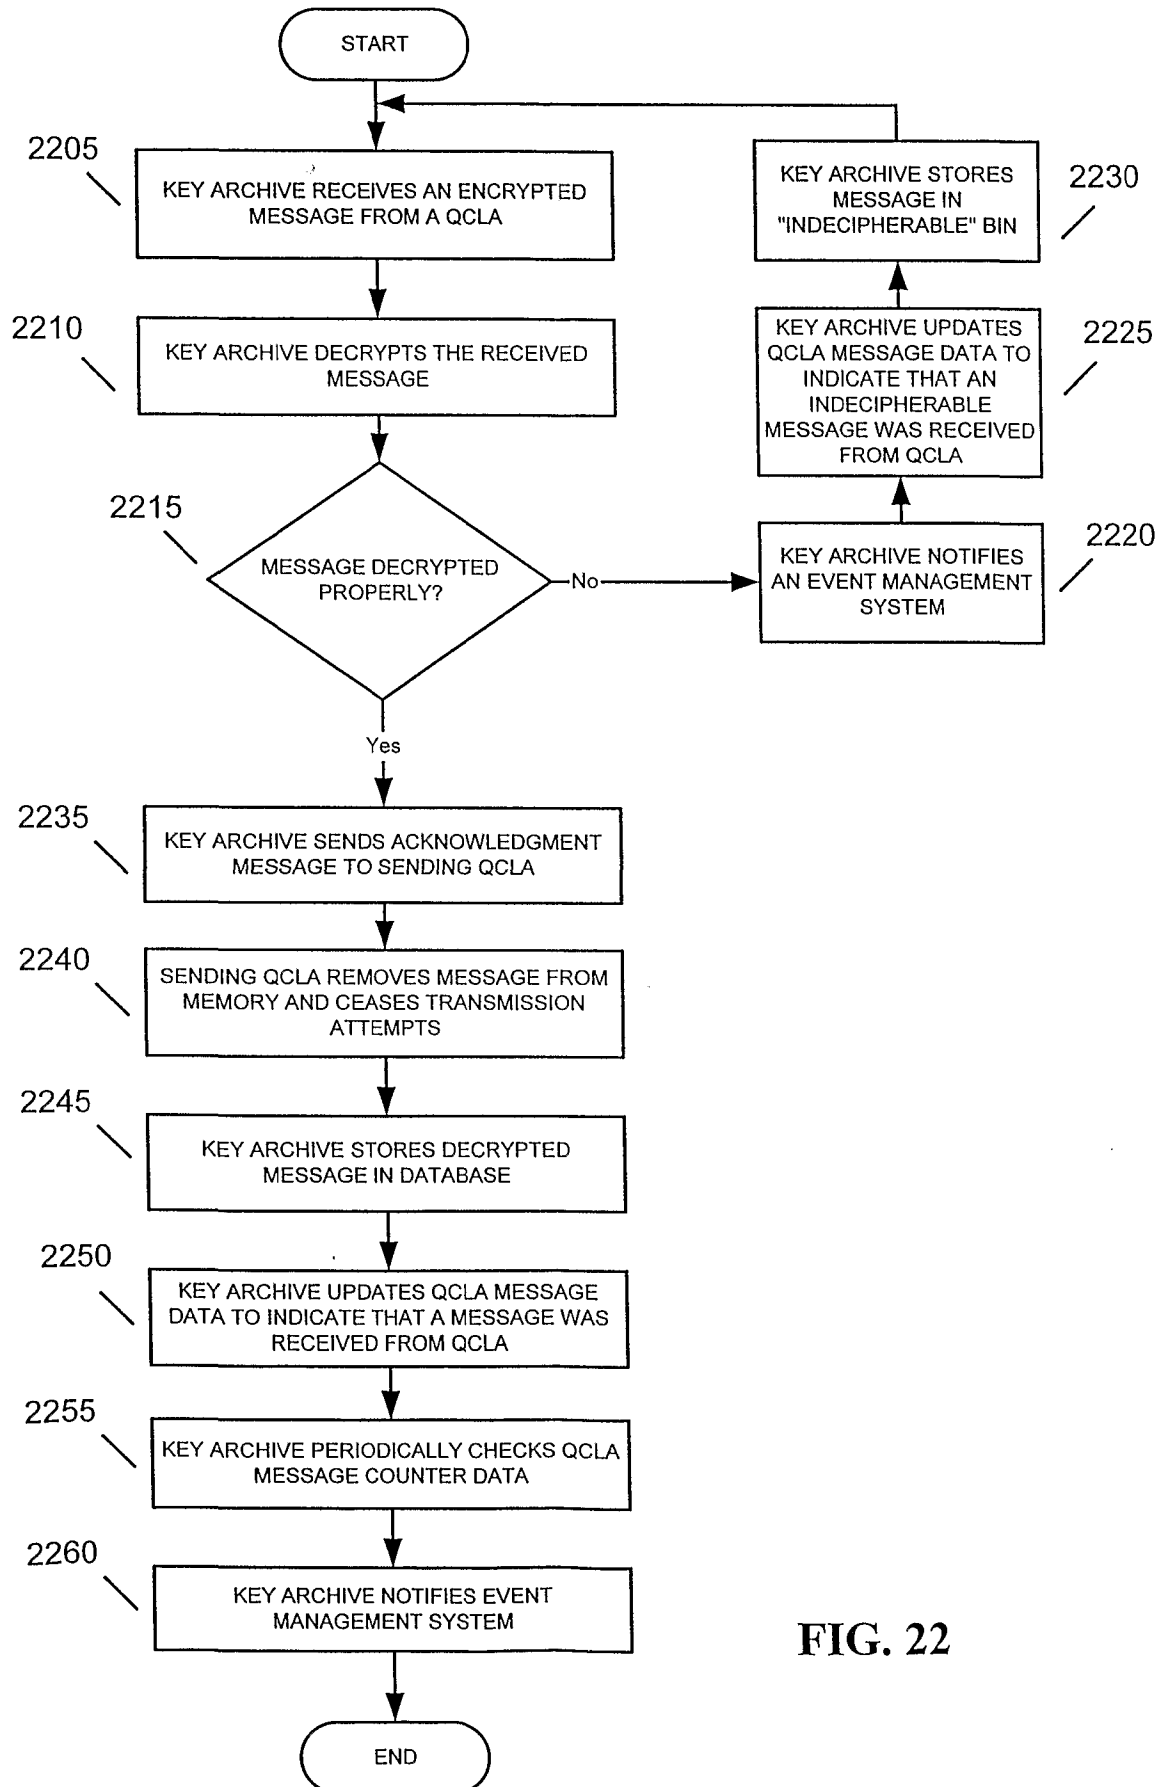 START
2205
KEY ARCHIVE RECEIVES AN ENCRYPTED
MESSAGE FROM A QCLA
2210
KEY ARCHIVE DECRYPTS THE RECEIVED
MESSAGE
2215
MESSAGE DECRYPTED
PROPERLY?
No
2230
KEY ARCHIVE STORES
MESSAGE IN
"INDECIPHERABLE" BIN
2225
KEY ARCHIVE UPDATES
QCLA MESSAGE DATA TO
INDICATE THAT AN
INDECIPHERABLE
MESSAGE WAS RECEIVED
FROM QCLA
2220
KEY ARCHIVE NOTIFIES
AN EVENT MANAGEMENT
SYSTEM
Yes
2235
KEY ARCHIVE SENDS ACKNOWLEDGMENT
MESSAGE TO SENDING QCLA
2240
SENDING QCLA REMOVES MESSAGE FROM
MEMORY AND CEASES TRANSMISSION
ATTEMPTS
2245
KEY ARCHIVE STORES DECRYPTED
MESSAGE IN DATABASE
2250
KEY ARCHIVE UPDATES QCLA MESSAGE
DATA TO INDICATE THAT A MESSAGE WAS
RECEIVED FROM QCLA
2255
KEY ARCHIVE PERIODICALLY CHECKS QCLA
MESSAGE COUNTER DATA
2260
KEY ARCHIVE NOTIFIES EVENT
MANAGEMENT SYSTEM
END
FIG. 22